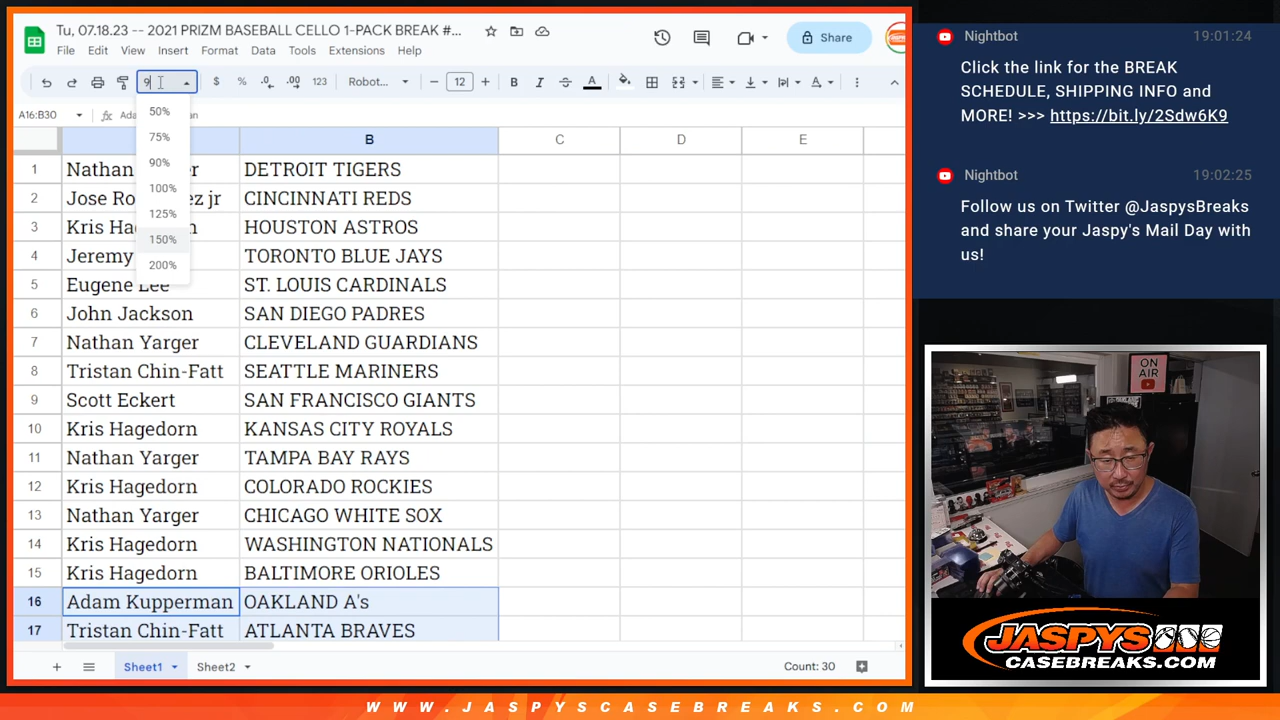 Tu, 07.18.23 -- 2021 PRIZM BASEBALL CELLO 1-PACK BREAK #...
File Edit View Insert Format Data Tools Extensions Help
Share
9 $ % .0 .00 123 Robot... 12 B I A
A16:B30 fx
50%
75%
90%
100%
125%
150%
200%
B C D E
1 Nathan DETROIT TIGERS
2 Jose CINCINNATI REDS
3 Kris HOUSTON ASTROS
4 Jeremy TORONTO BLUE JAYS
5 Eugene Lee ST. LOUIS CARDINALS
6 John Jackson SAN DIEGO PADRES
7 Nathan Yarger CLEVELAND GUARDIANS
8 Tristan Chin-Fatt SEATTLE MARINERS
9 Scott Eckert SAN FRANCISCO GIANTS
10 Kris Hagedorn KANSAS CITY ROYALS
11 Nathan Yarger TAMPA BAY RAYS
12 Kris Hagedorn COLORADO ROCKIES
13 Nathan Yarger CHICAGO WHITE SOX
14 Kris Hagedorn WASHINGTON NATIONALS
15 Kris Hagedorn BALTIMORE ORIOLES
16 Adam Kupperman OAKLAND A's
17 Tristan Chin-Fatt ATLANTA BRAVES
Sheet1 Sheet2 Count: 30
Nightbot 19:01:24
Click the link for the BREAK
SCHEDULE, SHIPPING INFO and
MORE! >>> https://bit.ly/2Sdw6K9
Nightbot 19:02:25
Follow us on Twitter @JaspysBreaks
and share your Jaspy's Mail Day with
us!
ON
AIR
JASPYS
CASEBREAKS.COM
WWW.JASPYSCASEBREAKS.COM